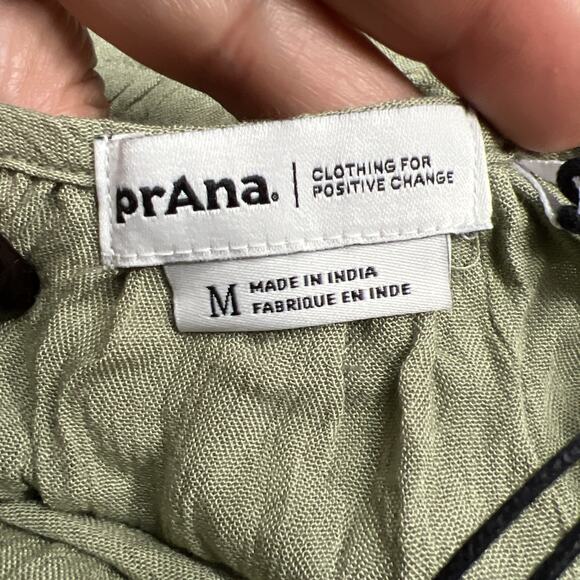 prAna. | CLOTHING FOR
POSITIVE CHANGE
M MADE IN INDIA
FABRIQUE EN INDE